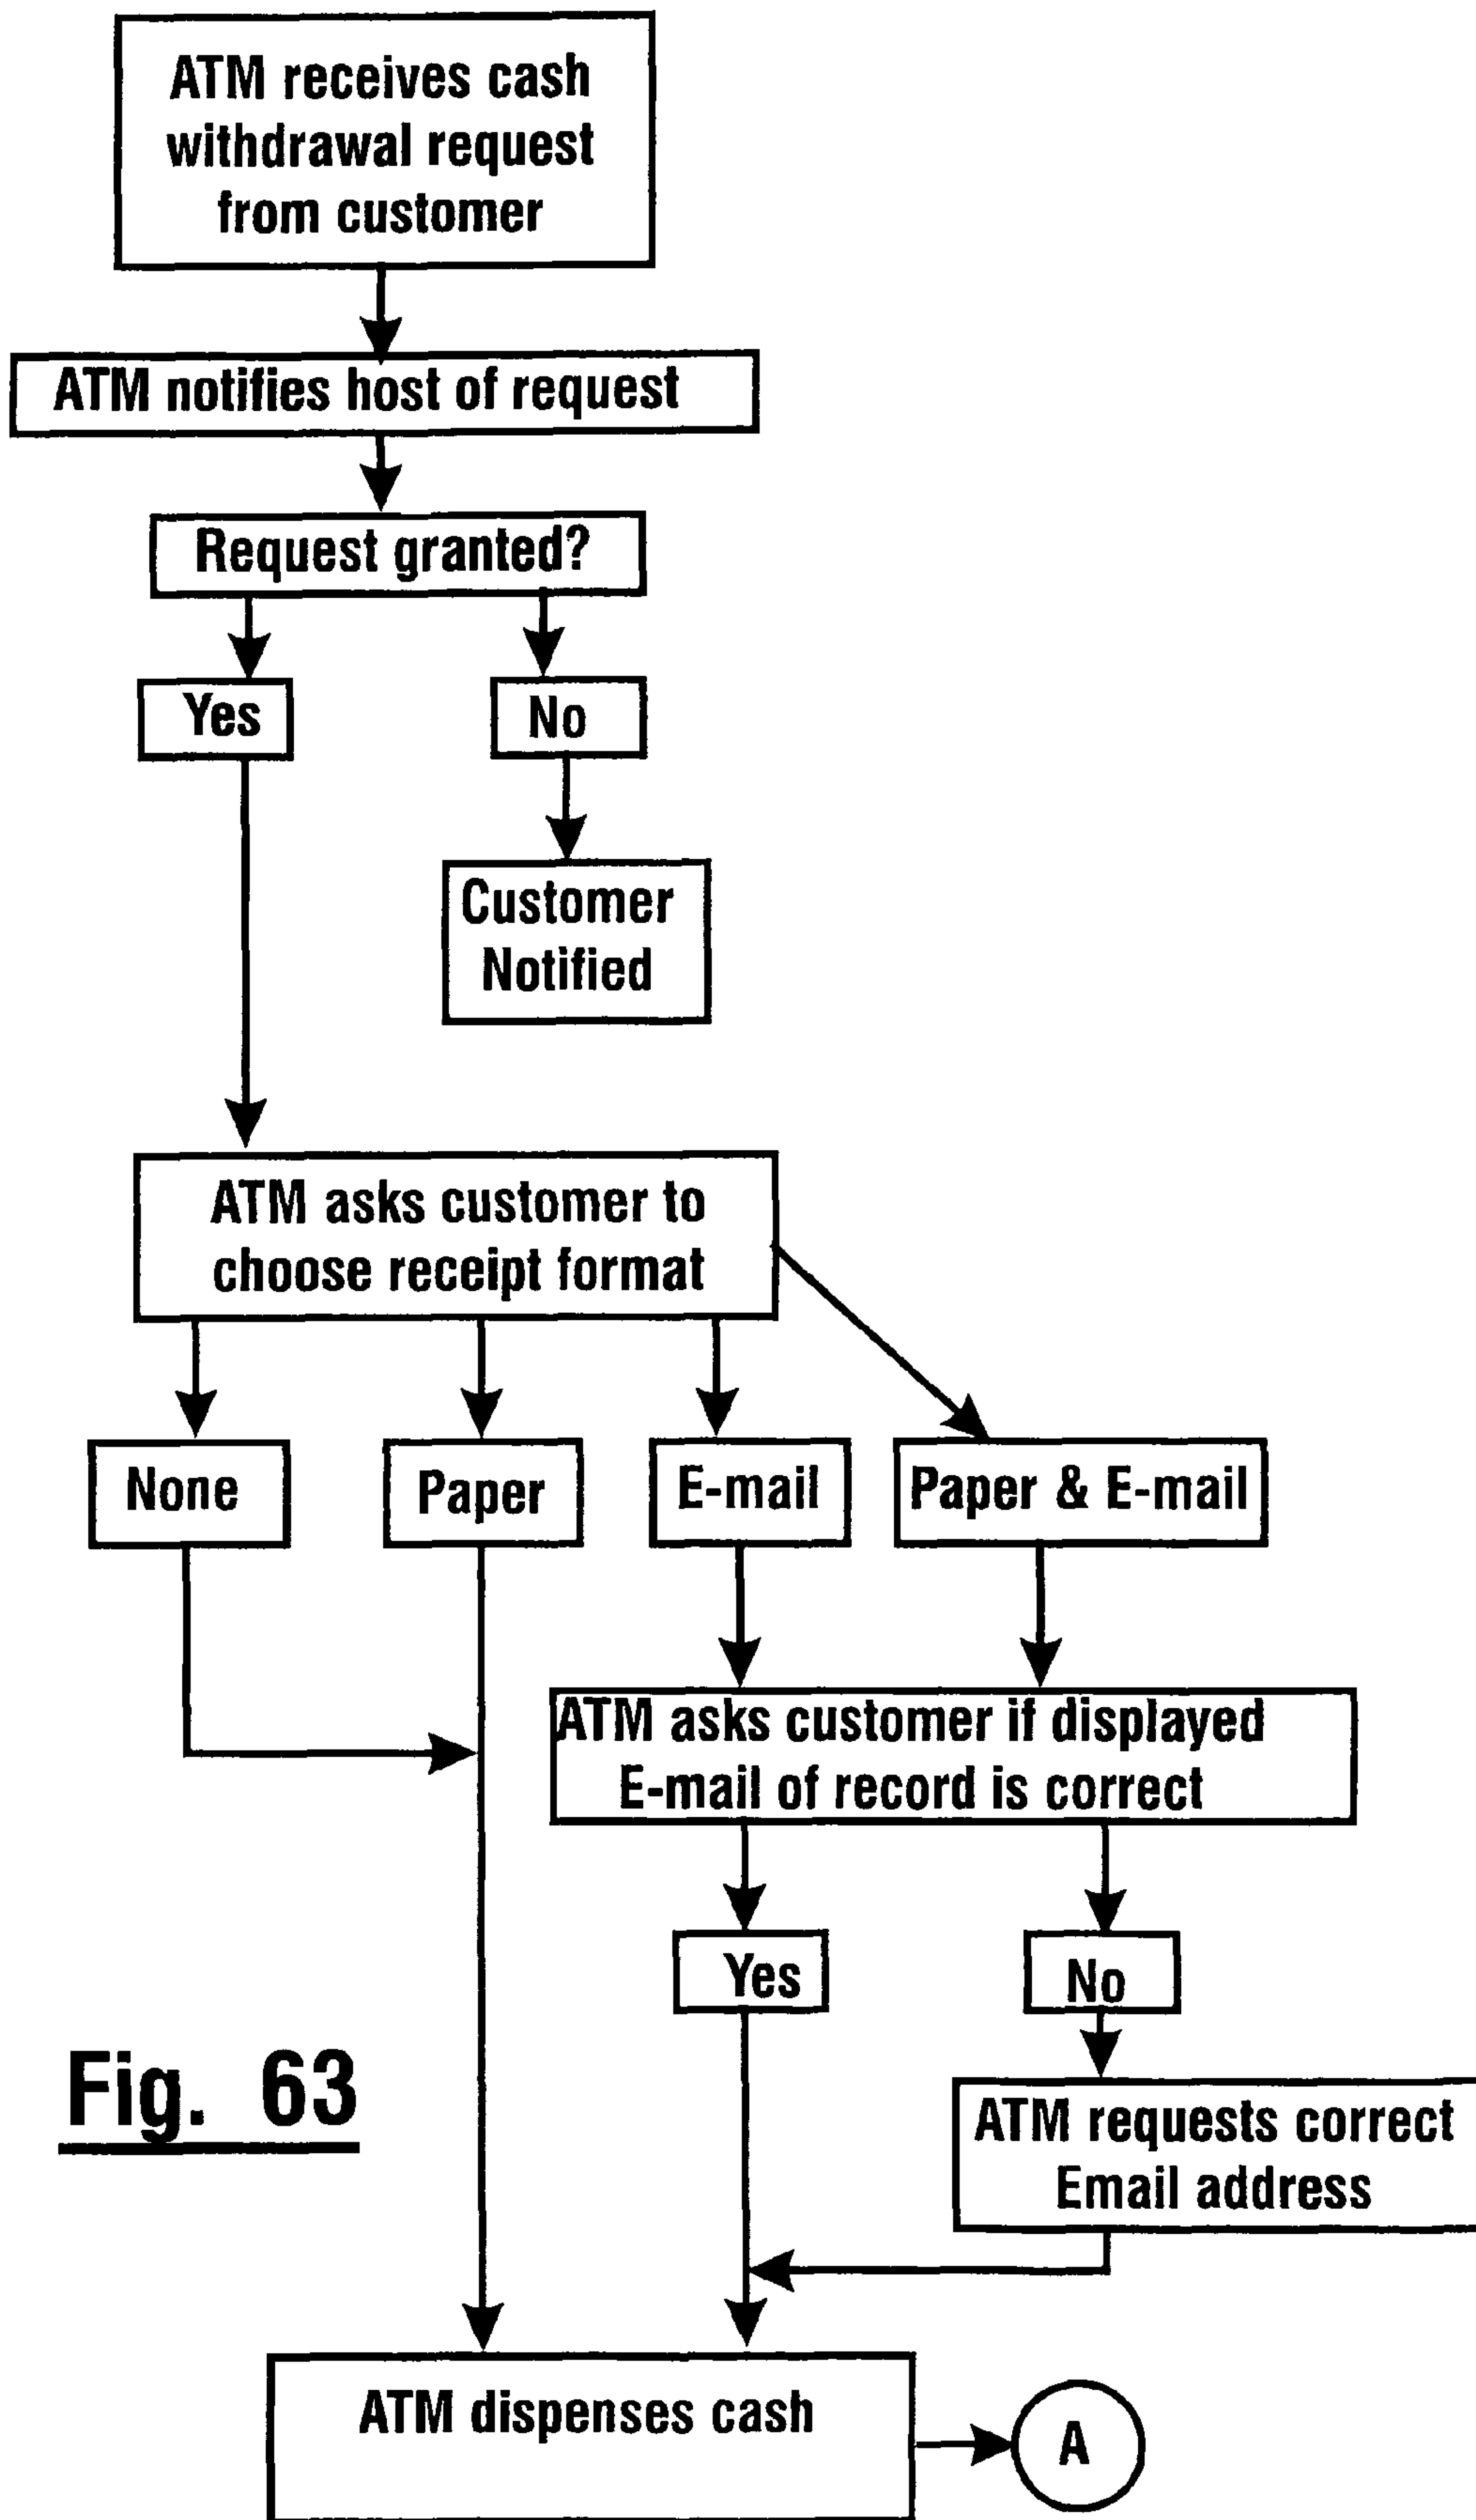 ATM receives cash
withdrawal request
from customer
ATM notifies host of request
Request granted?
Yes
No
Customer
Notified
ATM asks customer to
choose receipt format
None
Paper
E-mail
Paper & E-mail
ATM asks customer if displayed
E-mail of record is correct
Yes
No
Fig. 63
ATM requests correct
Email address
ATM dispenses cash
A